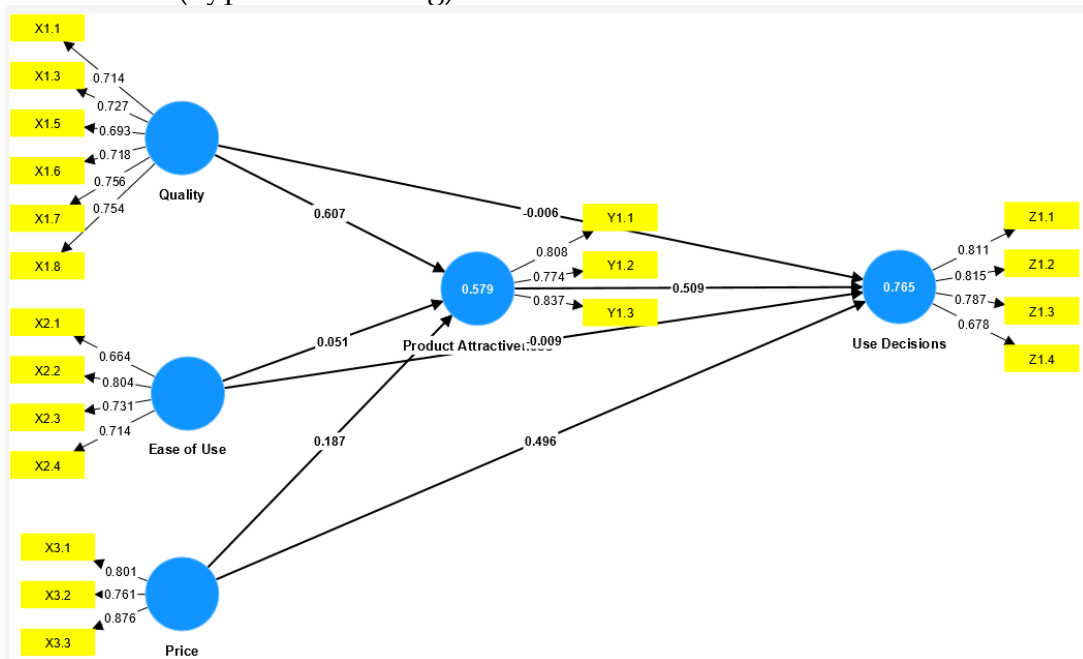 X1.1
X1.3
X1.5
X1.6
X1.7
X1.8
0.714
0.727
0.693
0.718
0.756
0.754
Quality
0.607
-0.006
X2.1
X2.2
X2.3
X2.4
0.664
0.804
0.731
0.714
Ease of Use
0.051
-0.009
X3.1
X3.2
X3.3
0.801
0.761
0.876
Price
0.187
0.496
0.579
Product
Y1.1
Y1.2
Y1.3
0.808
0.774
0.837
0.509
0.765
Use Decisions
Z1.1
Z1.2
Z1.3
Z1.4
0.811
0.815
0.787
0.678